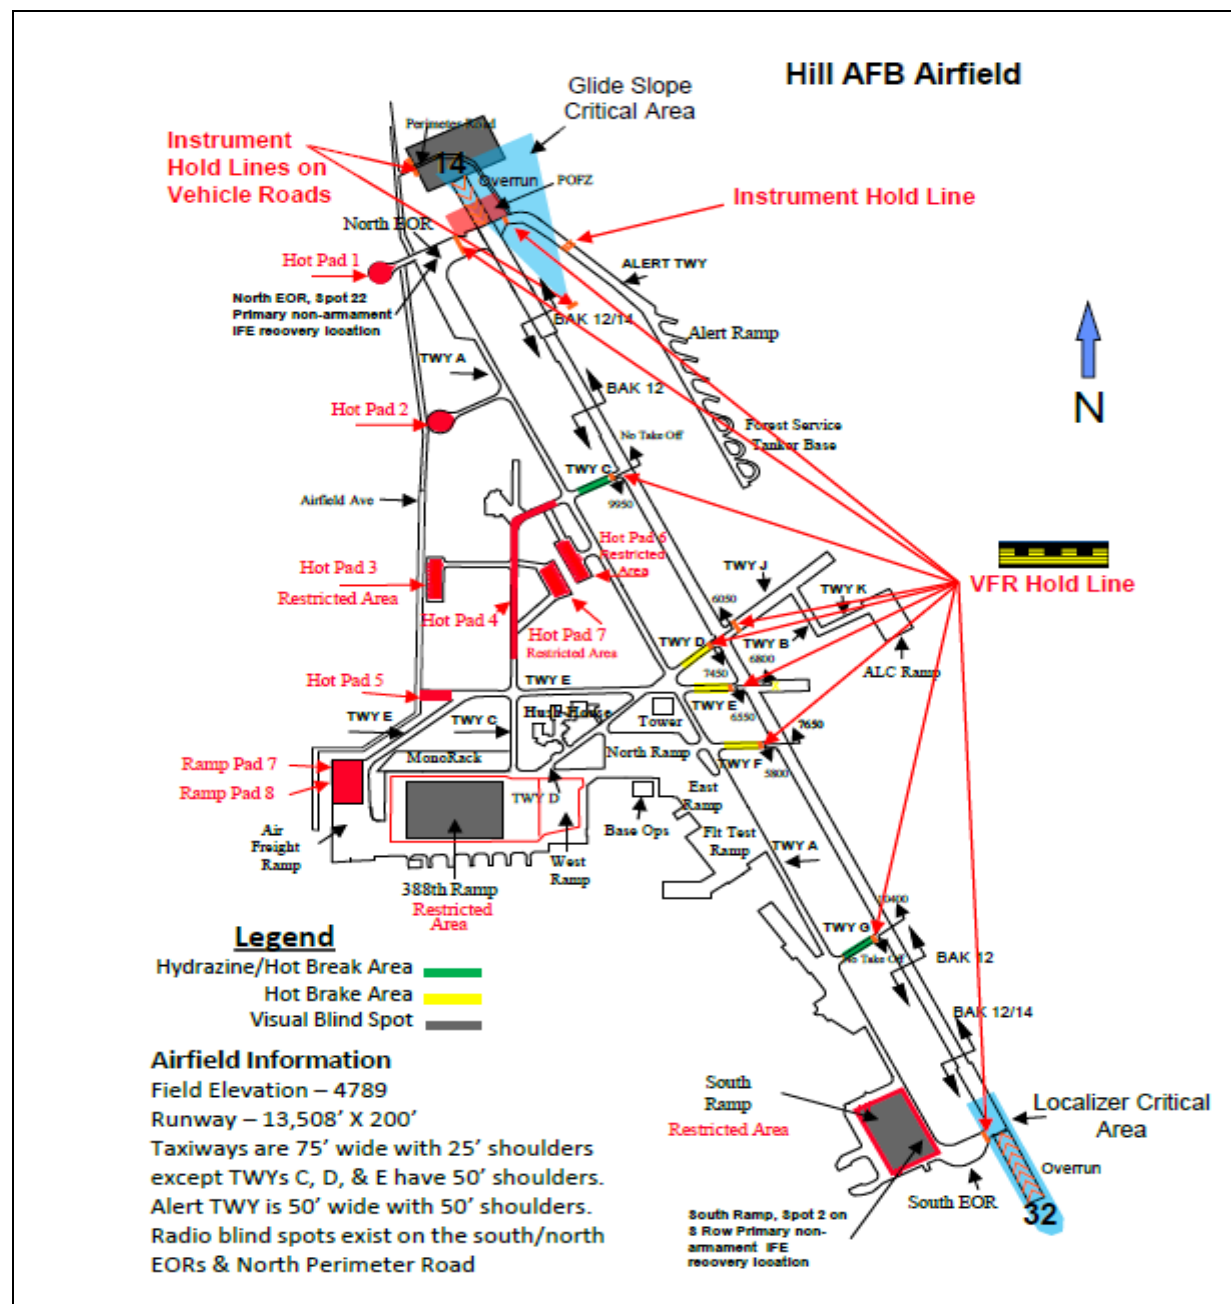 Hill AFB Airfield
Glide Slope
Critical Area
Perimeter Road
Instrument
Hold Lines on
Vehicle Roads
14
Overrun
POFZ
Instrument Hold Line
North EOR
Hot Pad 1
ALERT TWY
North EOR, Spot 22
Primary non-armament
IFE recovery location
BAK 12/14
Alert Ramp
TWY A
BAK 12
N
Hot Pad 2
Forest Service
Tanker Base
No Take Off
TWY C
Airfield Ave
9950
Hot Pad 6
Restricted
Area
Hot Pad 3
Restricted Area
TWY J
VFR Hold Line
TWY K
6050
Hot Pad 4
Hot Pad 7
Restricted Area
TWY D
TWY B
6800
ALC Ramp
7450
Hot Pad 5
TWY E
TWY E
6550
TWY E
TWY C
Hush House
Tower
7650
MonoRack
North Ramp
TWY F
5800
Ramp Pad 7
Ramp Pad 8
TWY D
East
Ramp
Air
Freight
Ramp
Base Ops
Flt Test
Ramp
TWY A
West
Ramp
388th Ramp
Restricted
Area
10400
TWY G
No Take Off
BAK 12
Legend
Hydrazine/Hot Break Area
Hot Brake Area
Visual Blind Spot
BAK 12/14
Airfield Information
Field Elevation – 4789
Runway – 13,508’ X 200’
Taxiways are 75’ wide with 25’ shoulders
except TWYs C, D, & E have 50’ shoulders.
Alert TWY is 50’ wide with 50’ shoulders.
Radio blind spots exist on the south/north
EORs & North Perimeter Road
South
Ramp
Restricted Area
Localizer Critical
Area
Overrun
South EOR
32
South Ramp, Spot 2 on
S Row Primary non-
armament IFE
recovery location